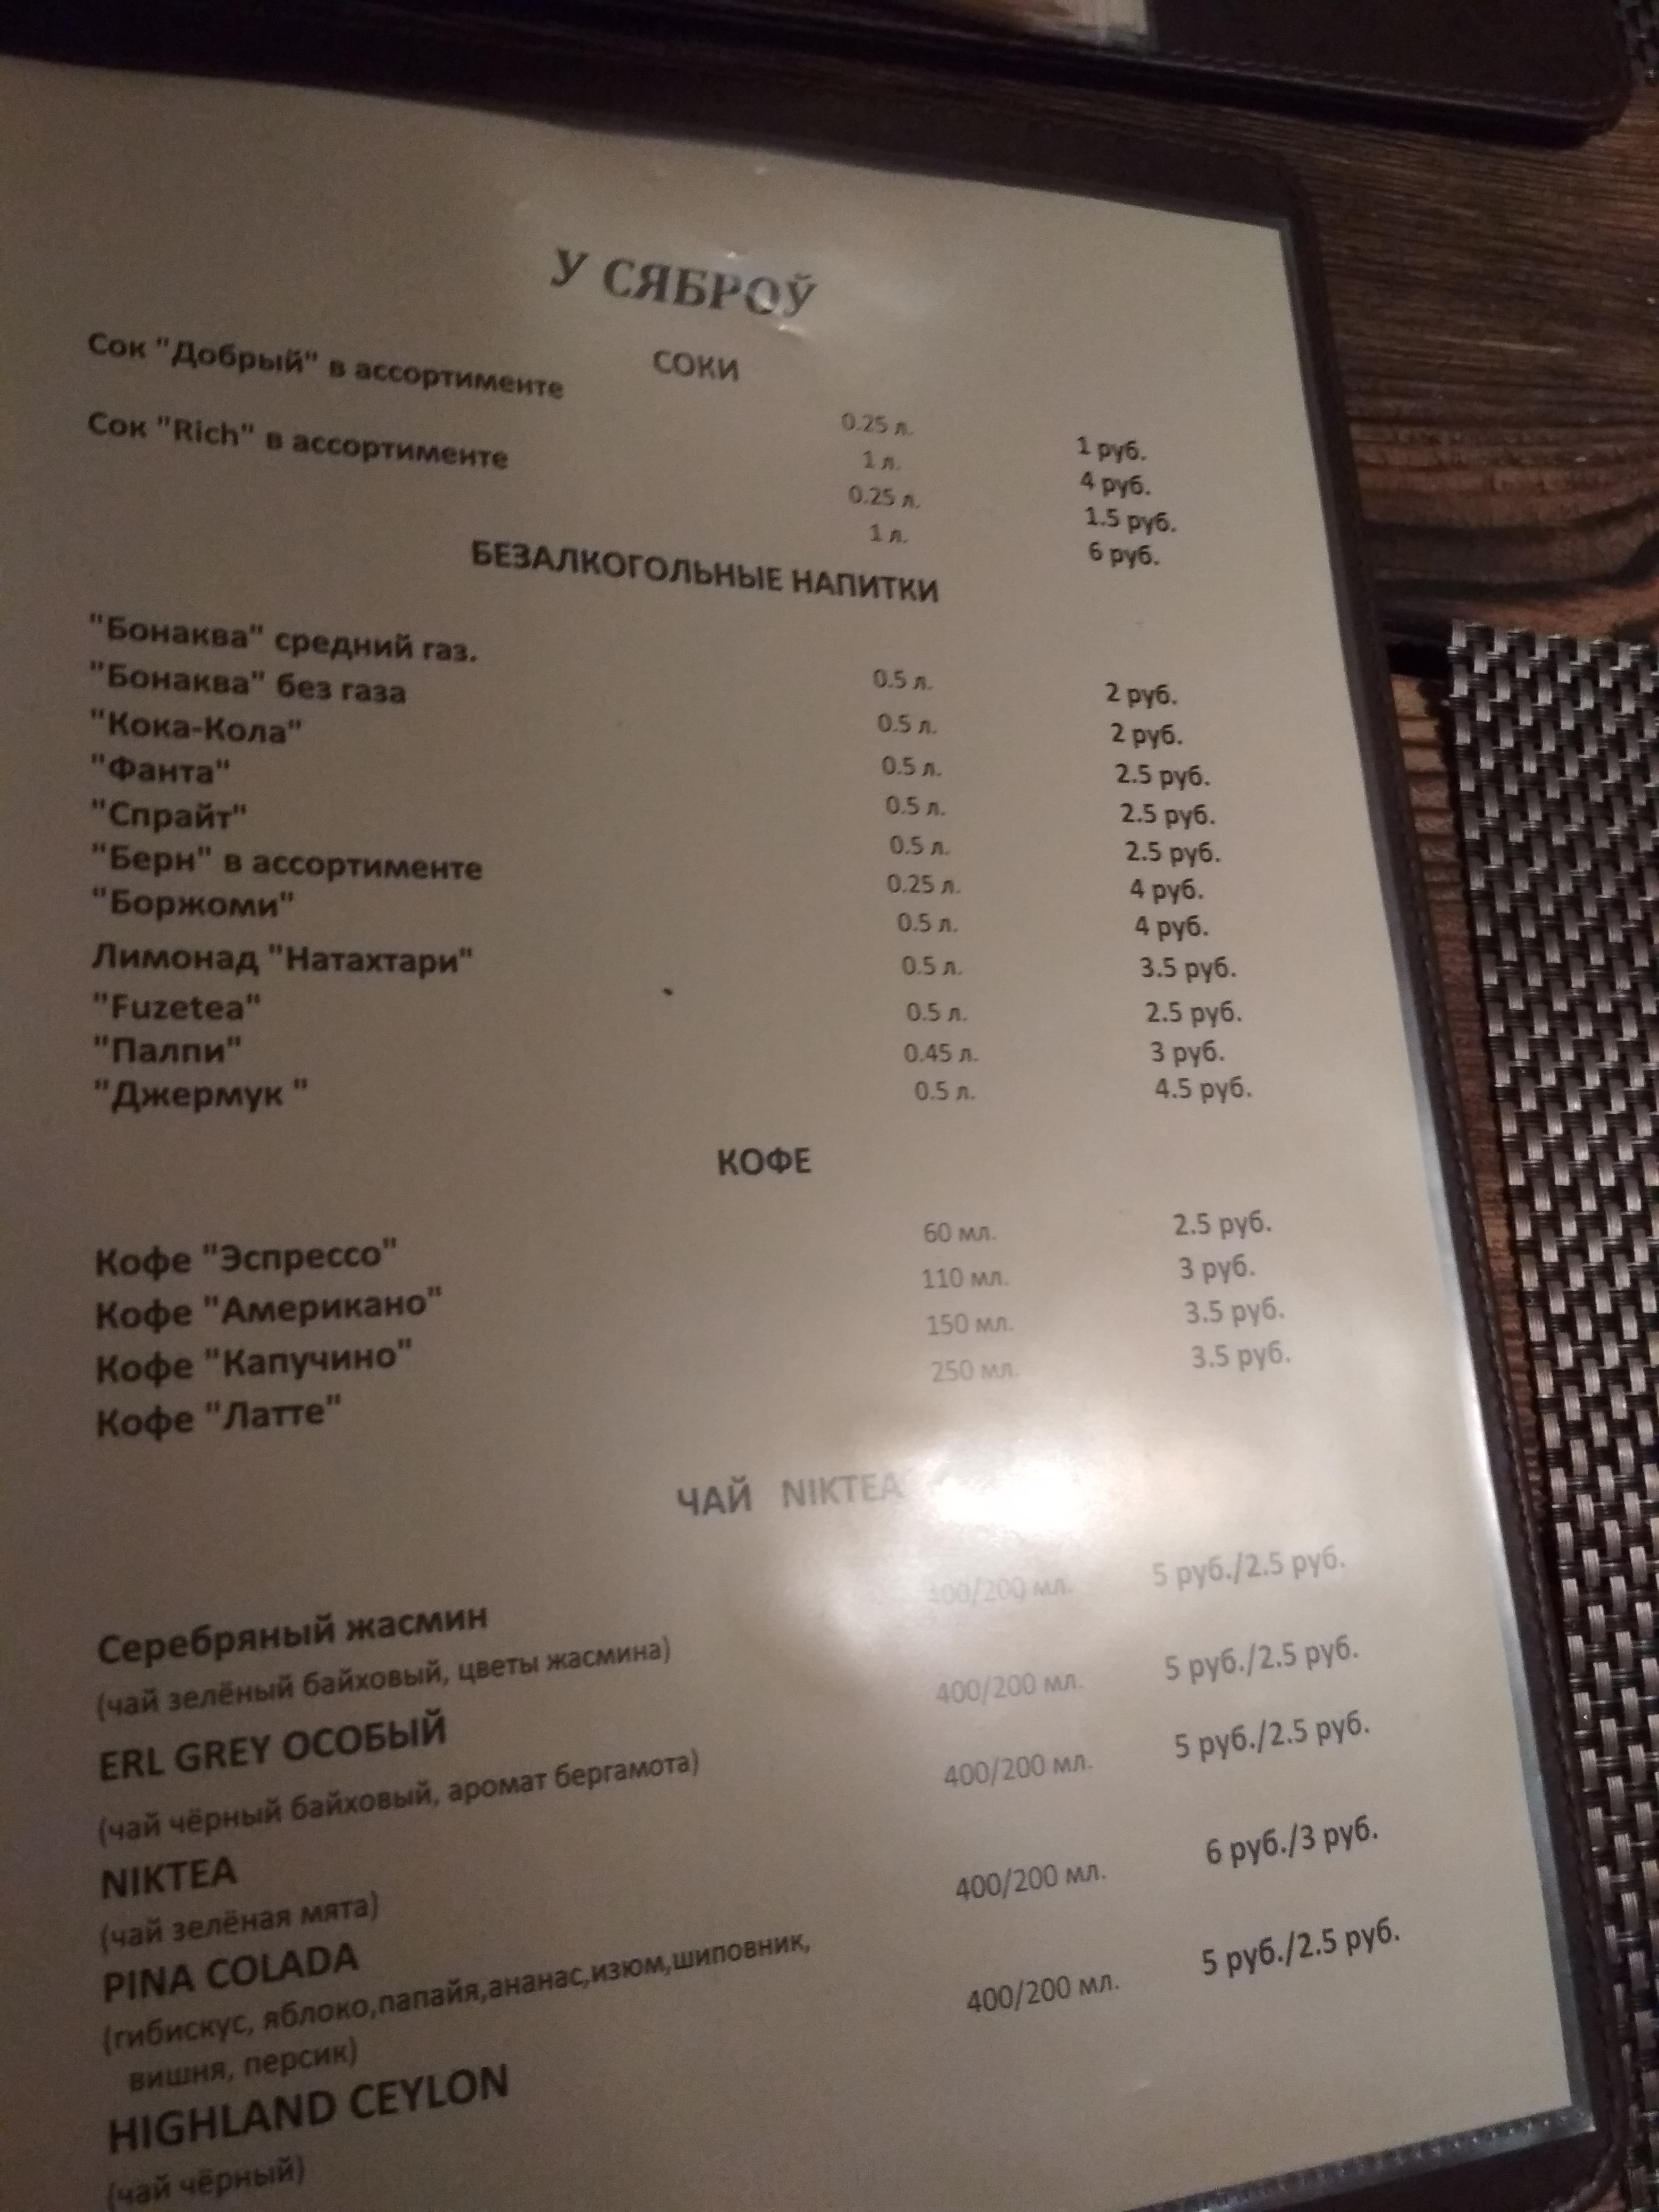 У СЯБРОЎ
СОКИ
Сок "Добрый" в ассортименте 0.25 л. 1 руб.
1 л. 4 руб.
Сок "Rich" в ассортименте 0.25 л. 1.5 руб.
1 л. 6 руб.
БЕЗАЛКОГОЛЬНЫЕ НАПИТКИ
"Бонаква" средний газ. 0.5 л. 2 руб.
"Бонаква" без газа 0.5 л. 2 руб.
"Кока-Кола" 0.5 л. 2.5 руб.
"Фанта" 0.5 л. 2.5 руб.
"Спрайт" 0.5 л. 2.5 руб.
"Берн" в ассортименте 0.25 л. 4 руб.
"Боржоми" 0.5 л. 4 руб.
Лимонад "Натахтари" 0.5 л. 3.5 руб.
"Fuzetea" 0.5 л. 2.5 руб.
"Палпи" 0.45 л. 3 руб.
"Джермук " 0.5 л. 4.5 руб.
КОФЕ
Кофе "Эспрессо" 60 мл. 2.5 руб.
Кофе "Американо" 110 мл. 3 руб.
Кофе "Капучино" 150 мл. 3.5 руб.
Кофе "Латте" 250 мл. 3.5 руб.
ЧАЙ NIKTEA
Серебряный жасмин 400/200 мл. 5 руб./2.5 руб.
(чай зелёный байховый, цветы жасмина)
ERL GREY ОСОБЫЙ 400/200 мл. 5 руб./2.5 руб.
(чай чёрный байховый, аромат бергамота)
NIKTEA 400/200 мл. 5 руб./2.5 руб.
(чай зелёная мята)
PINA COLADA 400/200 мл. 6 руб./3 руб.
(гибискус, яблоко,папайя,ананас,изюм,шиповник,
вишня, персик)
HIGHLAND CEYLON 400/200 мл. 5 руб./2.5 руб.
(чай чёрный)